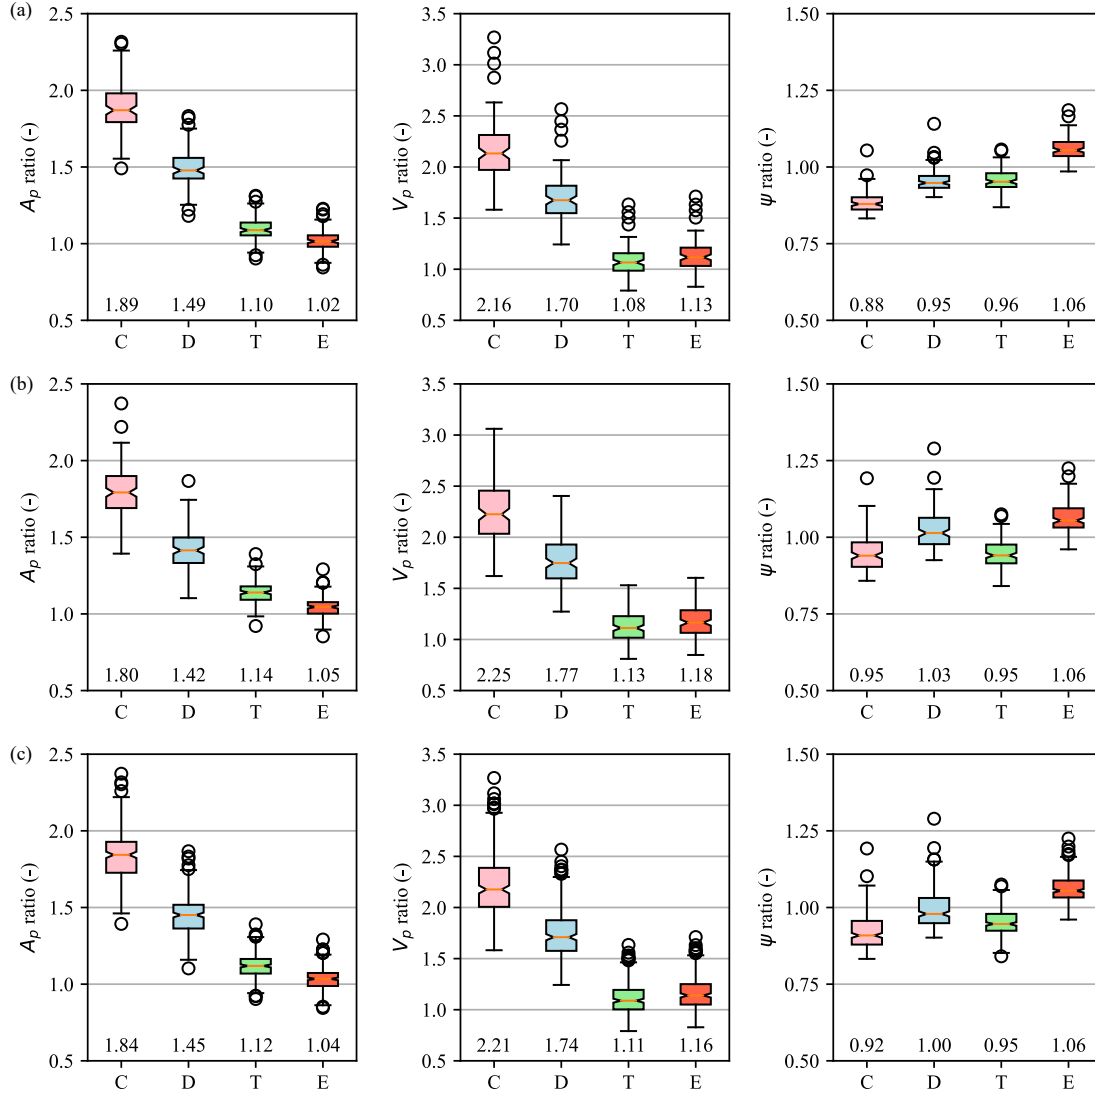 (a)
A_p ratio (-)
2.5
2.0
1.5
1.0
0.5
1.89 1.49 1.10 1.02
C D T E
V_p ratio (-)
3.5
3.0
2.5
2.0
1.5
1.0
0.5
2.16 1.70 1.08 1.13
C D T E
ψ ratio (-)
1.50
1.25
1.00
0.75
0.50
0.88 0.95 0.96 1.06
C D T E
(b)
A_p ratio (-)
2.5
2.0
1.5
1.0
0.5
1.80 1.42 1.14 1.05
C D T E
V_p ratio (-)
3.5
3.0
2.5
2.0
1.5
1.0
0.5
2.25 1.77 1.13 1.18
C D T E
ψ ratio (-)
1.50
1.25
1.00
0.75
0.50
0.95 1.03 0.95 1.06
C D T E
(c)
A_p ratio (-)
2.5
2.0
1.5
1.0
0.5
1.84 1.45 1.12 1.04
C D T E
V_p ratio (-)
3.5
3.0
2.5
2.0
1.5
1.0
0.5
2.21 1.74 1.11 1.16
C D T E
ψ ratio (-)
1.50
1.25
1.00
0.75
0.50
0.92 1.00 0.95 1.06
C D T E